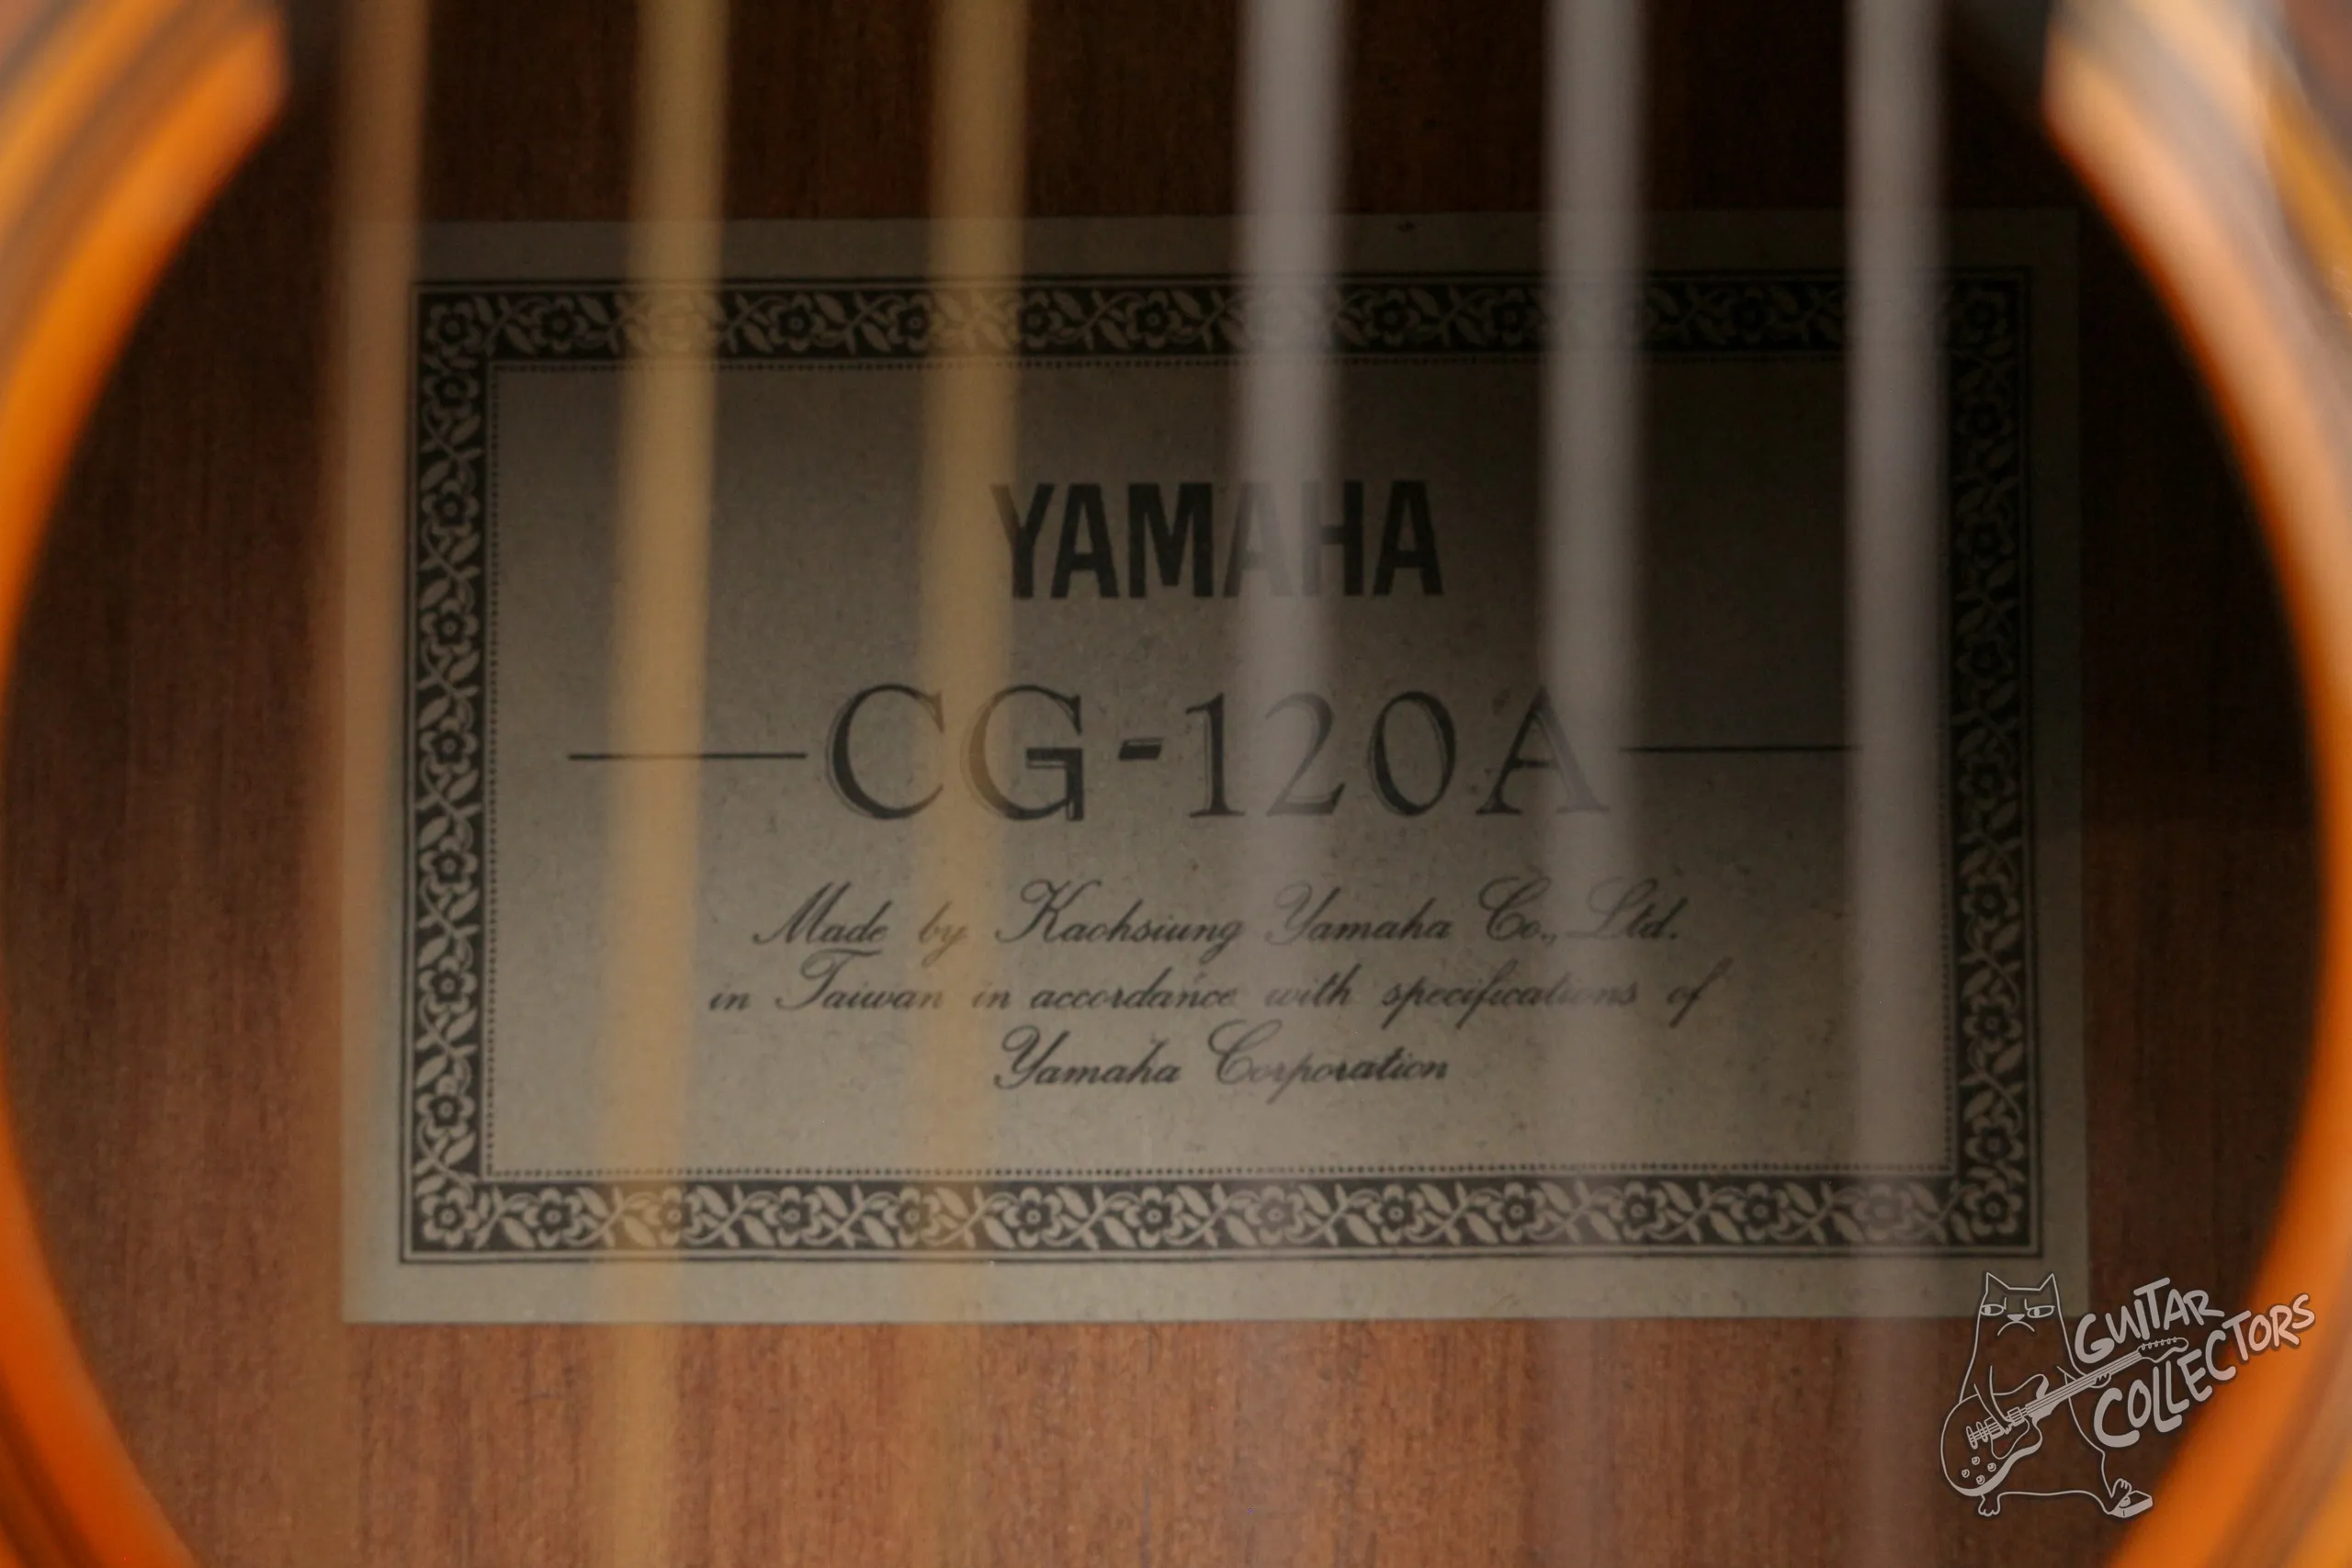 YAMAHA
CG-120A
Made by Kaohsiung Yamaha Co., Ltd.
in Taiwan in accordance with specifications of
Yamaha Corporation
GUITAR
COLLECTORS